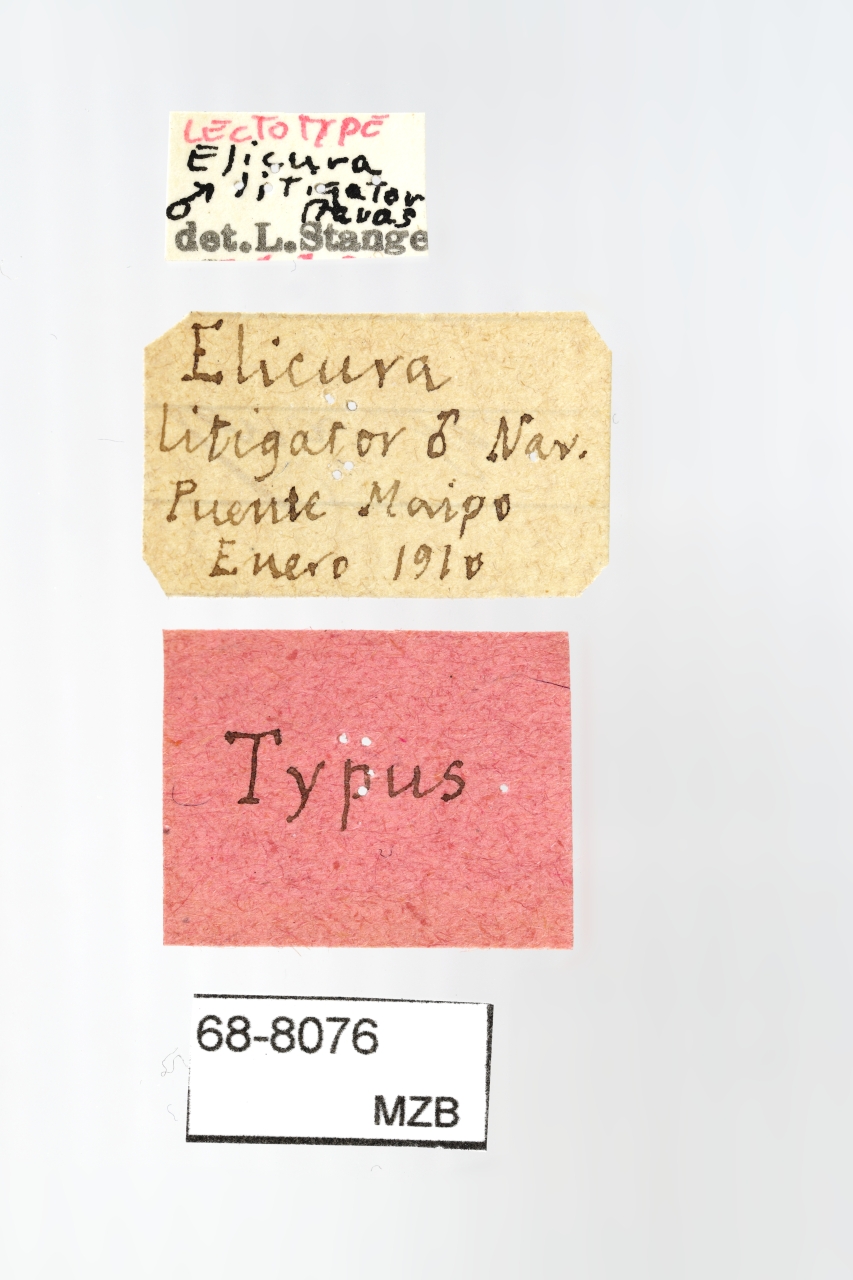 LECTOTYPE
Elicura
♂ litigator
Navas
det.L.Stange
Elicura
litigator ♂ Nav.
Puente Maipo
Enero 1910
Typus
68-8076
MZB